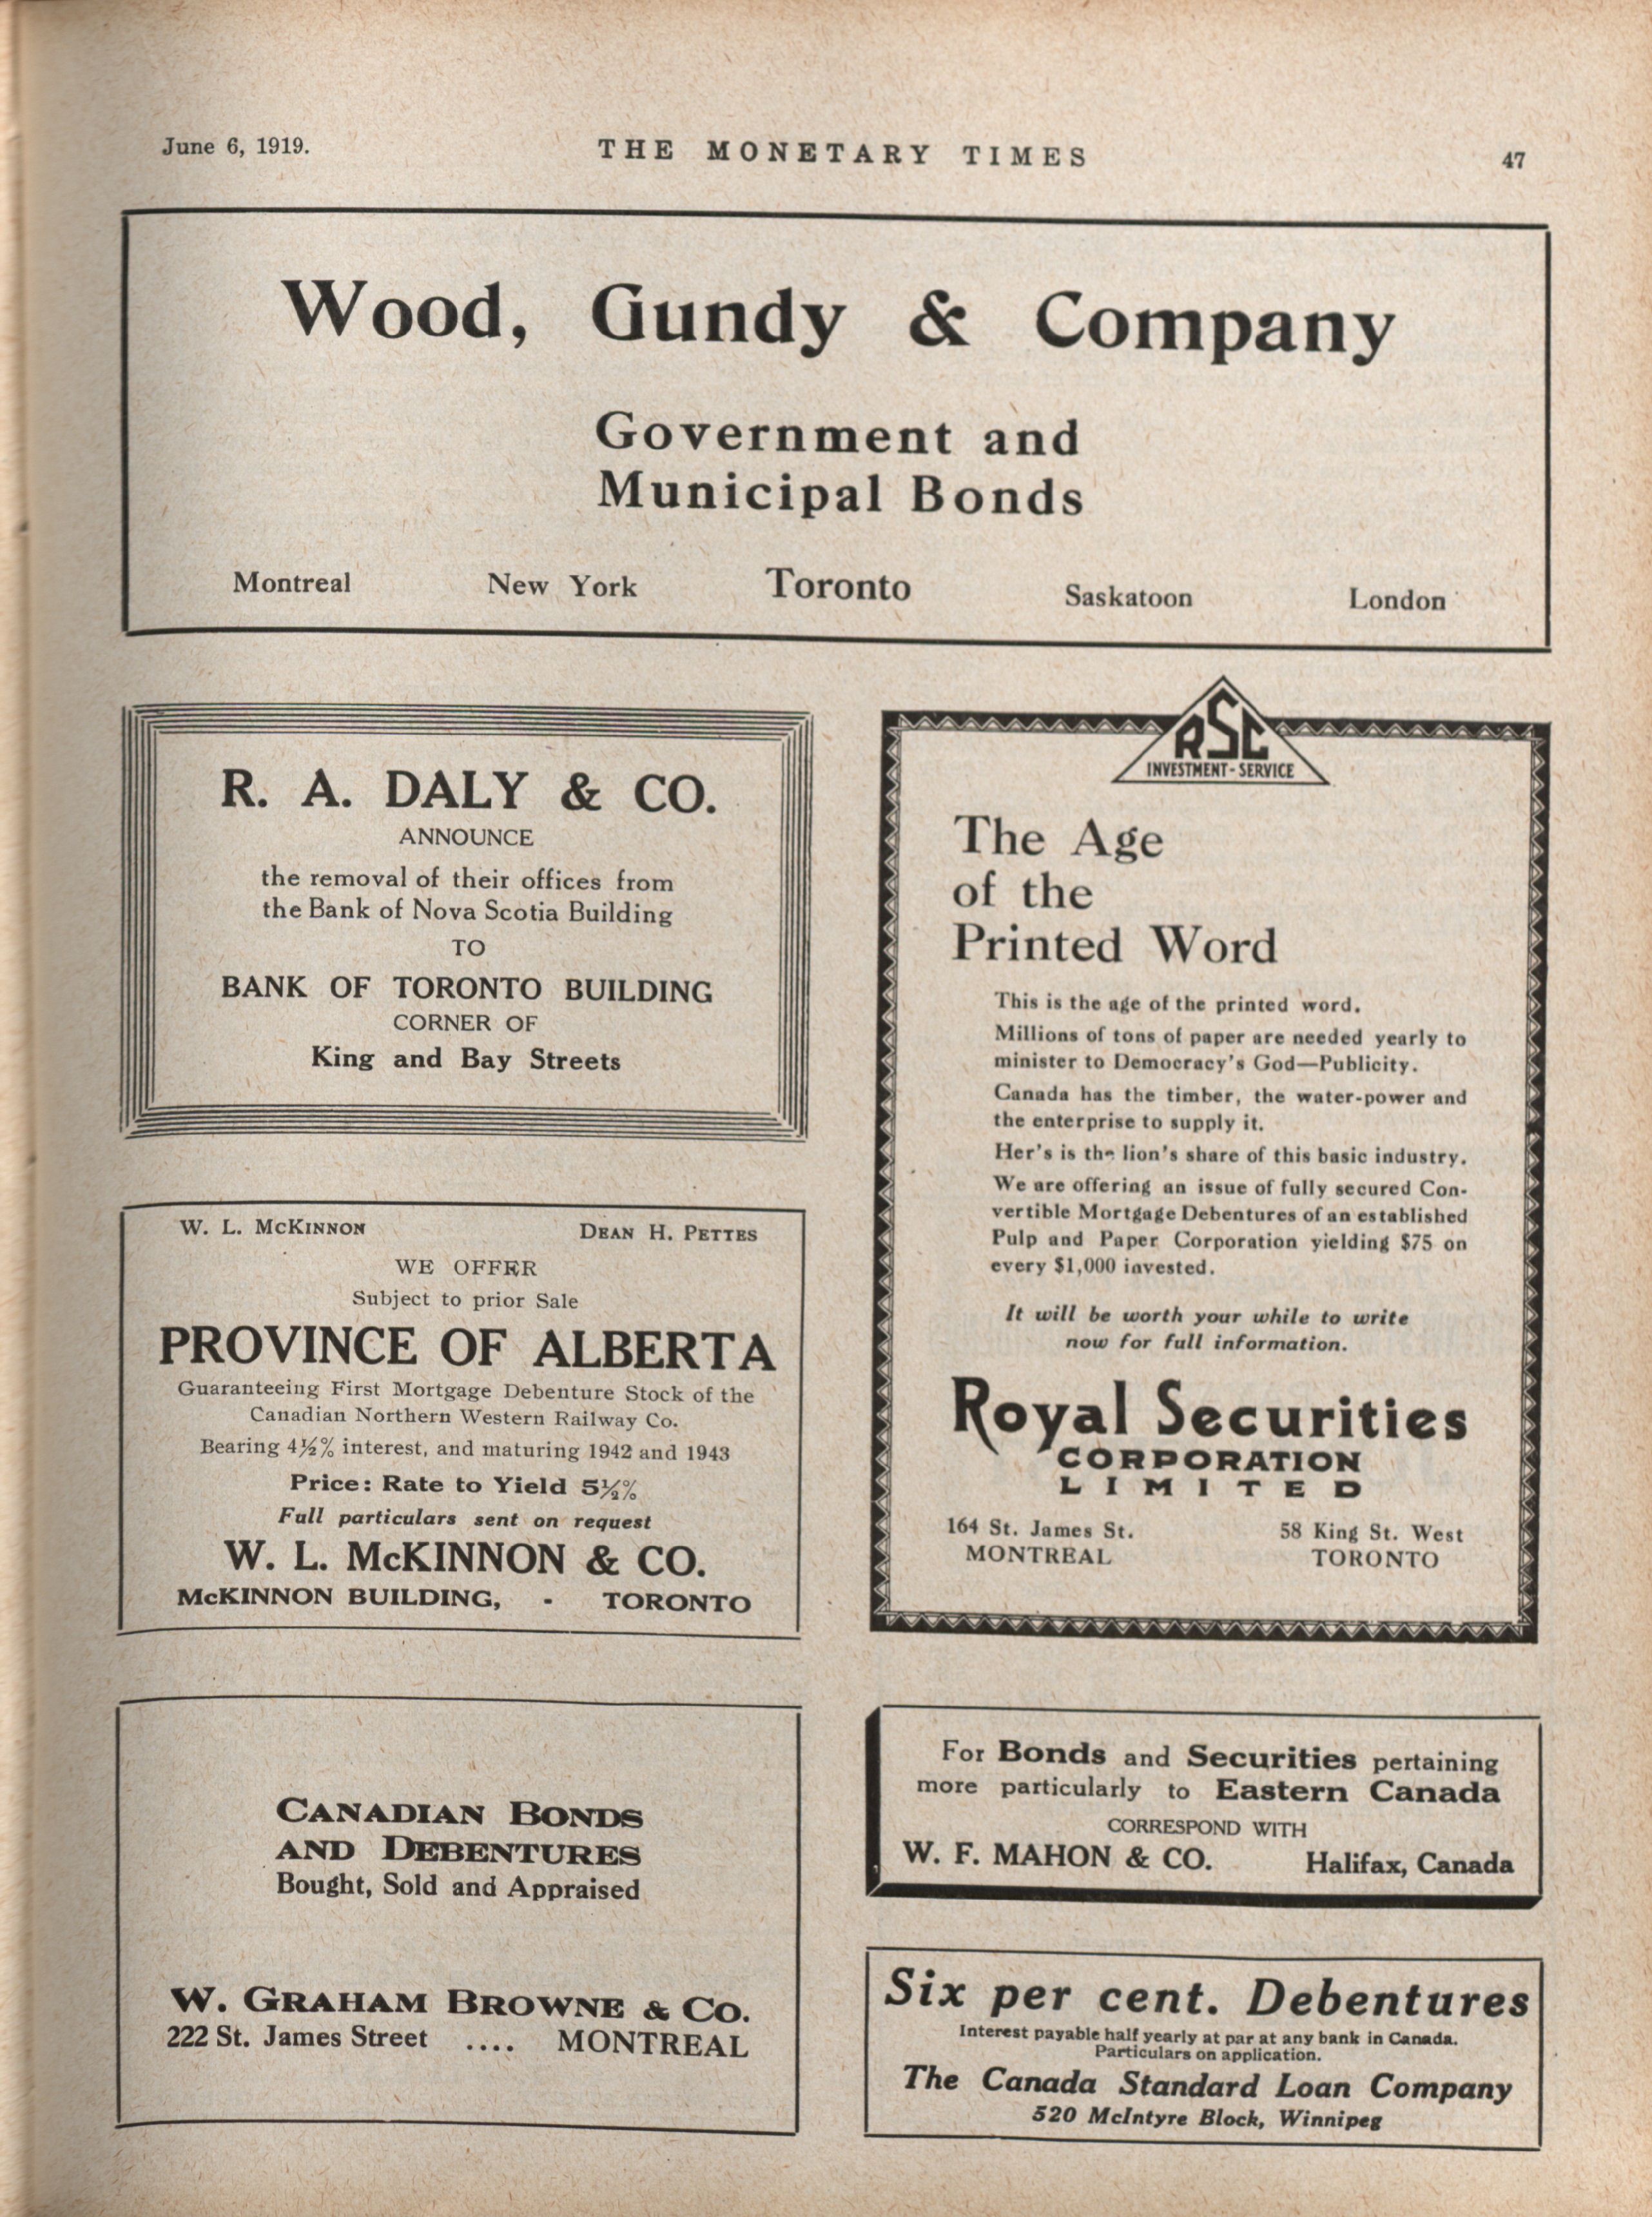 June 6, 1919.
THE MONETARY TIMES
47
Wood, Gundy & Company
Government and
Municipal Bonds
Montreal New York Toronto Saskatoon London
R. A. DALY & CO.
ANNOUNCE
the removal of their offices from
the Bank of Nova Scotia Building
TO
BANK OF TORONTO BUILDING
CORNER OF
King and Bay Streets
W. L. McKinnon Dean H. Pettes
WE OFFER
Subject to prior Sale
PROVINCE OF ALBERTA
Guaranteeing First Mortgage Debenture Stock of the
Canadian Northern Western Railway Co.
Bearing 4½% interest, and maturing 1942 and 1943
Price: Rate to Yield 5½%
Full particulars sent on request
W. L. McKINNON & CO.
McKINNON BUILDING, - TORONTO
Canadian Bonds
and Debentures
Bought, Sold and Appraised
W. Graham Browne & Co.
222 St. James Street .... MONTREAL
RSC
INVESTMENT-SERVICE
The Age
of the
Printed Word
This is the age of the printed word.
Millions of tons of paper are needed yearly to
minister to Democracy's God—Publicity.
Canada has the timber, the water-power and
the enterprise to supply it.
Her's is the lion's share of this basic industry.
We are offering an issue of fully secured Con-
vertible Mortgage Debentures of an established
Pulp and Paper Corporation yielding $75 on
every $1,000 invested.
It will be worth your while to write
now for full information.
Royal Securities
CORPORATION
LIMITED
164 St. James St. 58 King St. West
MONTREAL TORONTO
For Bonds and Securities pertaining
more particularly to Eastern Canada
CORRESPOND WITH
W. F. MAHON & CO. Halifax, Canada
Six per cent. Debentures
Interest payable half yearly at par at any bank in Canada.
Particulars on application.
The Canada Standard Loan Company
520 McIntyre Block, Winnipeg